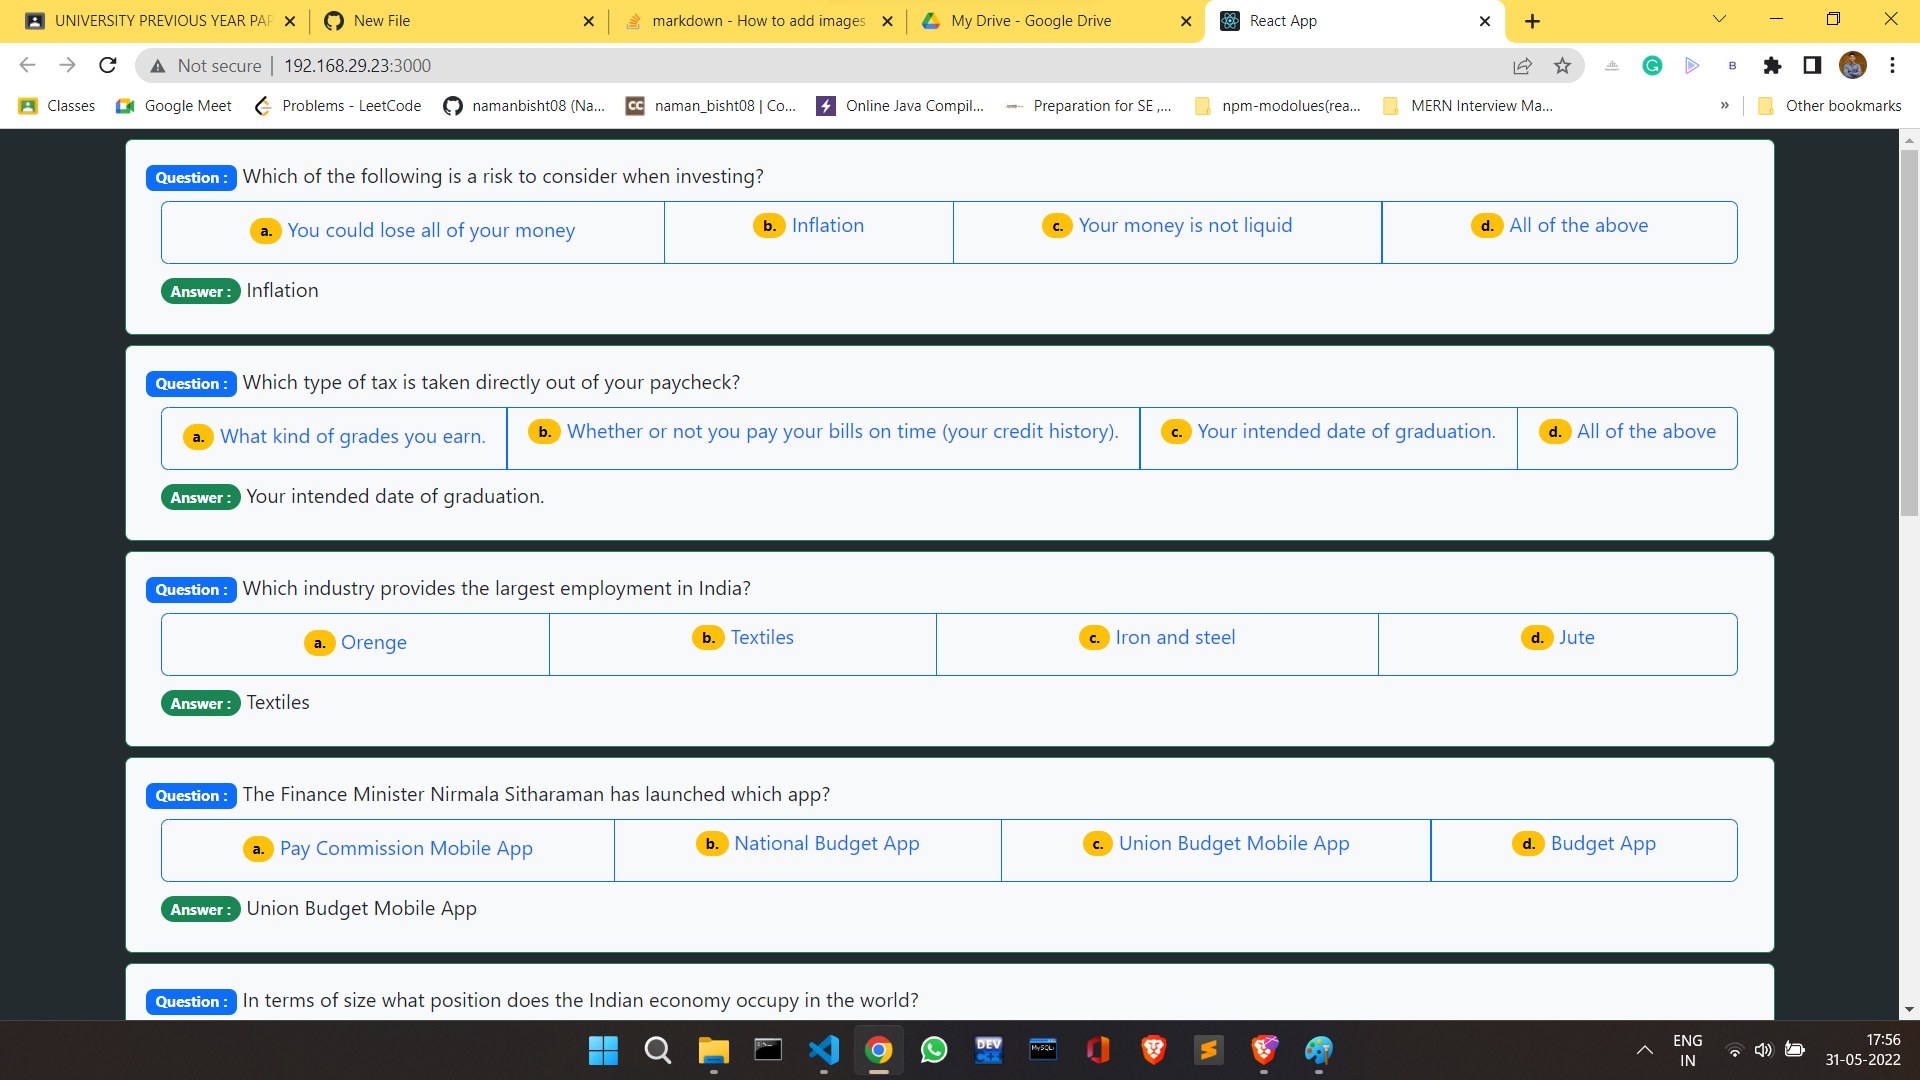 UNIVERSITY PREVIOUS YEAR PAP
New File
markdown - How to add images
My Drive - Google Drive
React App
Not secure
192.168.29.23:3000
Classes
Google Meet
Problems - LeetCode
namanbisht08 (Na...
naman_bisht08 | Co...
Online Java Compil...
Preparation for SE ,...
npm-modolues(rea...
MERN Interview Ma...
»
Other bookmarks
Question : Which of the following is a risk to consider when investing?
a. You could lose all of your money
b. Inflation
c. Your money is not liquid
d. All of the above
Answer : Inflation
Question : Which type of tax is taken directly out of your paycheck?
a. What kind of grades you earn.
b. Whether or not you pay your bills on time (your credit history).
c. Your intended date of graduation.
d. All of the above
Answer : Your intended date of graduation.
Question : Which industry provides the largest employment in India?
a. Orenge
b. Textiles
c. Iron and steel
d. Jute
Answer : Textiles
Question : The Finance Minister Nirmala Sitharaman has launched which app?
a. Pay Commission Mobile App
b. National Budget App
c. Union Budget Mobile App
d. Budget App
Answer : Union Budget Mobile App
Question : In terms of size what position does the Indian economy occupy in the world?
ENG
IN
17:56
31-05-2022